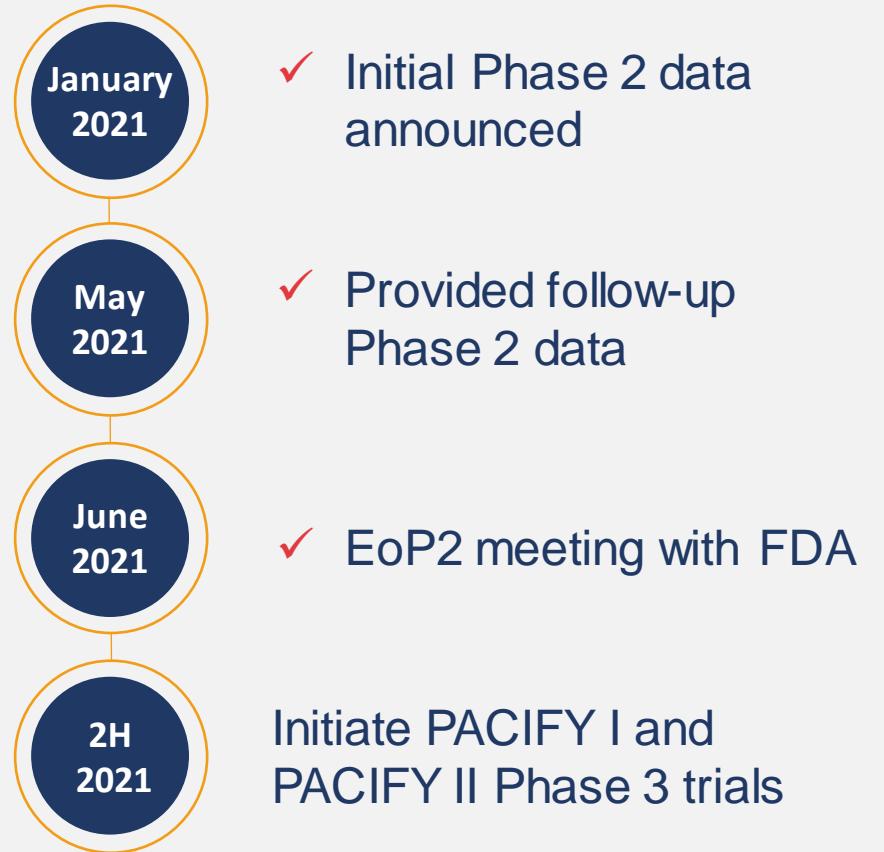 January
2021
✓ Initial Phase 2 data
announced
May
2021
✓ Provided follow-up
Phase 2 data
June
2021
✓ EoP2 meeting with FDA
2H
2021
Initiate PACIFY I and
PACIFY II Phase 3 trials